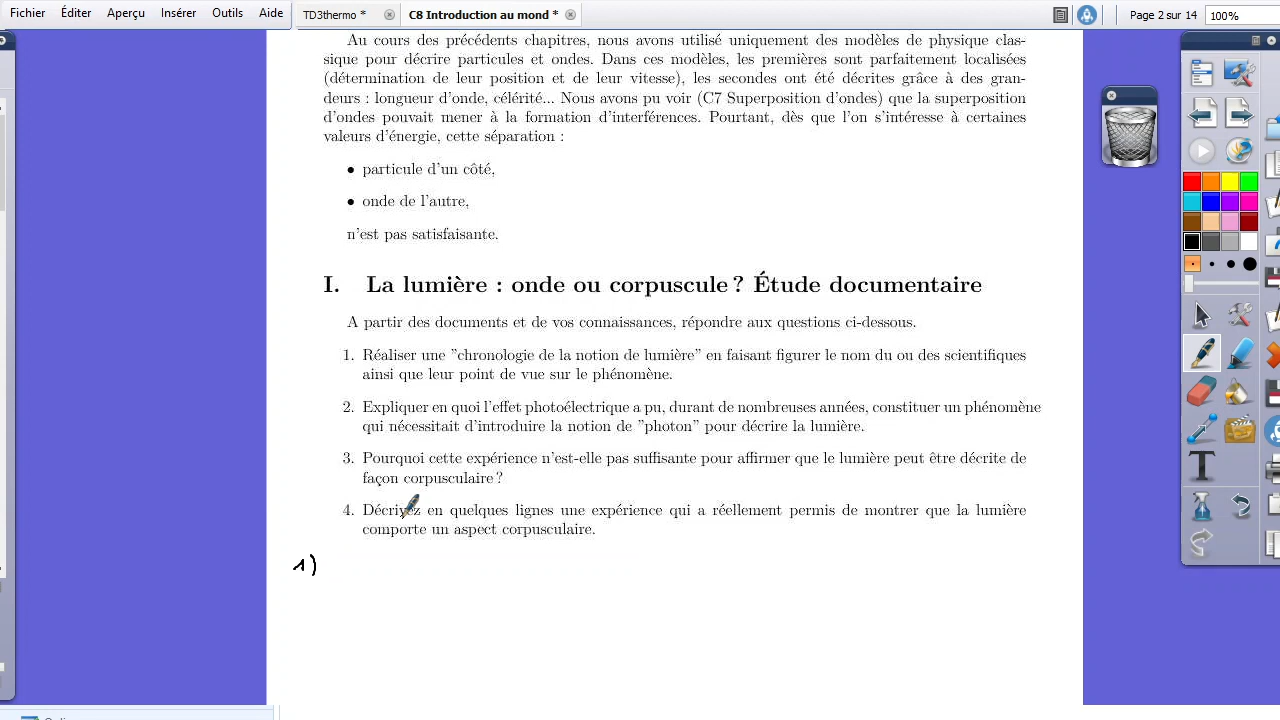 Fichier Éditer Aperçu Insérer Outils Aide
TD3thermo *
C8 Introduction au mond *
Page 2 sur 14
100%
Au cours des précédents chapitres, nous avons utilisé uniquement des modèles de physique clas-
sique pour décrire particules et ondes. Dans ces modèles, les premières sont parfaitement localisées
(détermination de leur position et de leur vitesse), les secondes ont été décrites grâce à des gran-
deurs : longueur d'onde, célérité... Nous avons pu voir (C7 Superposition d'ondes) que la superposition
d'ondes pouvait mener à la formation d'interférences. Pourtant, dès que l'on s'intéresse à certaines
valeurs d'énergie, cette séparation :
• particule d'un côté,
• onde de l'autre,
n'est pas satisfaisante.
I. La lumière : onde ou corpuscule ? Étude documentaire
A partir des documents et de vos connaissances, répondre aux questions ci-dessous.
1. Réaliser une "chronologie de la notion de lumière" en faisant figurer le nom du ou des scientifiques
ainsi que leur point de vue sur le phénomène.
2. Expliquer en quoi l'effet photoélectrique a pu, durant de nombreuses années, constituer un phénomène
qui nécessitait d'introduire la notion de "photon" pour décrire la lumière.
3. Pourquoi cette expérience n'est-elle pas suffisante pour affirmer que le lumière peut être décrite de
façon corpusculaire ?
4. Décrivez en quelques lignes une expérience qui a réellement permis de montrer que la lumière
comporte un aspect corpusculaire.
1)